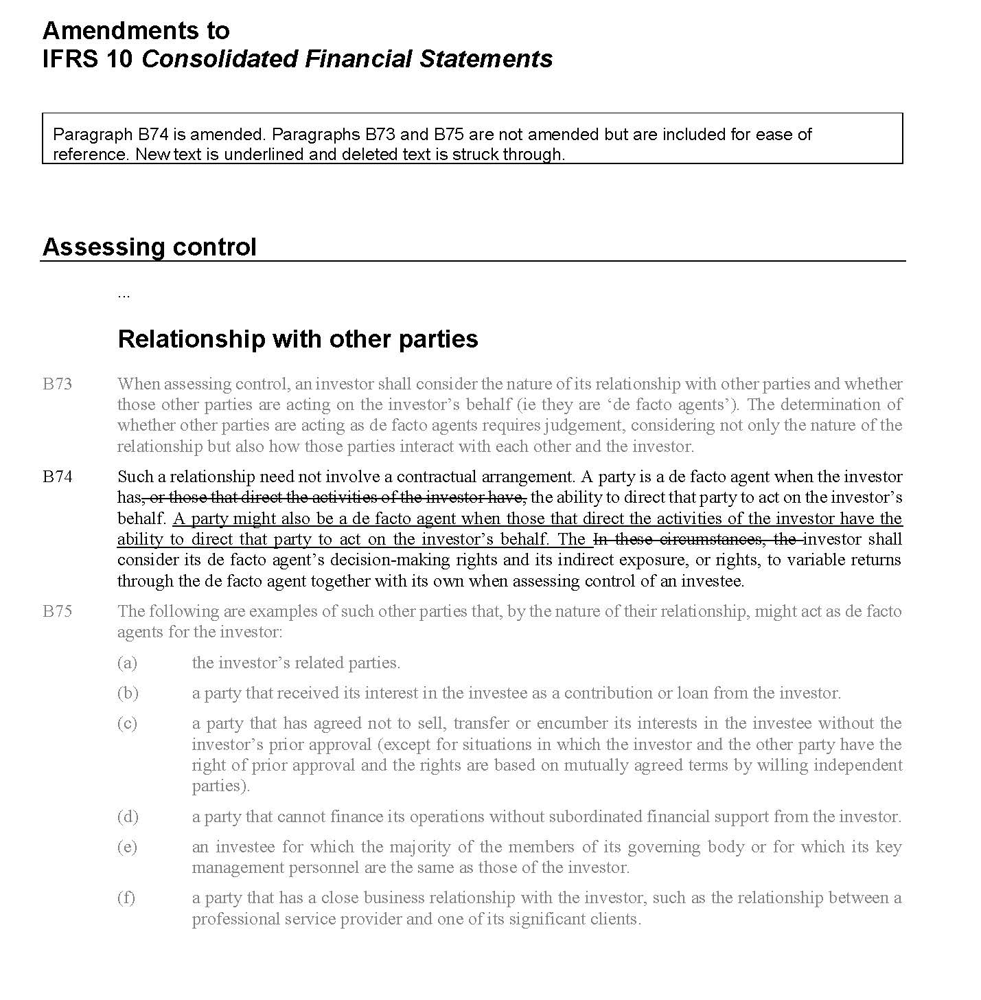 Amendments to
IFRS 10 Consolidated Financial Statements
Paragraph B74 is amended. Paragraphs B73 and B75 are not amended but are included for ease of
reference. New text is underlined and deleted text is struck through.
Assessing control
...
Relationship with other parties
B73 When assessing control, an investor shall consider the nature of its relationship with other parties and whether
those other parties are acting on the investor’s behalf (ie they are ‘de facto agents’). The determination of
whether other parties are acting as de facto agents requires judgement, considering not only the nature of the
relationship but also how those parties interact with each other and the investor.
B74 Such a relationship need not involve a contractual arrangement. A party is a de facto agent when the investor
has, or those that direct the activities of the investor have, the ability to direct that party to act on the investor’s
behalf. A party might also be a de facto agent when those that direct the activities of the investor have the
ability to direct that party to act on the investor’s behalf. The In these circumstances, the investor shall
consider its de facto agent’s decision-making rights and its indirect exposure, or rights, to variable returns
through the de facto agent together with its own when assessing control of an investee.
B75 The following are examples of such other parties that, by the nature of their relationship, might act as de facto
agents for the investor:
(a) the investor’s related parties.
(b) a party that received its interest in the investee as a contribution or loan from the investor.
(c) a party that has agreed not to sell, transfer or encumber its interests in the investee without the
investor’s prior approval (except for situations in which the investor and the other party have the
right of prior approval and the rights are based on mutually agreed terms by willing independent
parties).
(d) a party that cannot finance its operations without subordinated financial support from the investor.
(e) an investee for which the majority of the members of its governing body or for which its key
management personnel are the same as those of the investor.
(f) a party that has a close business relationship with the investor, such as the relationship between a
professional service provider and one of its significant clients.